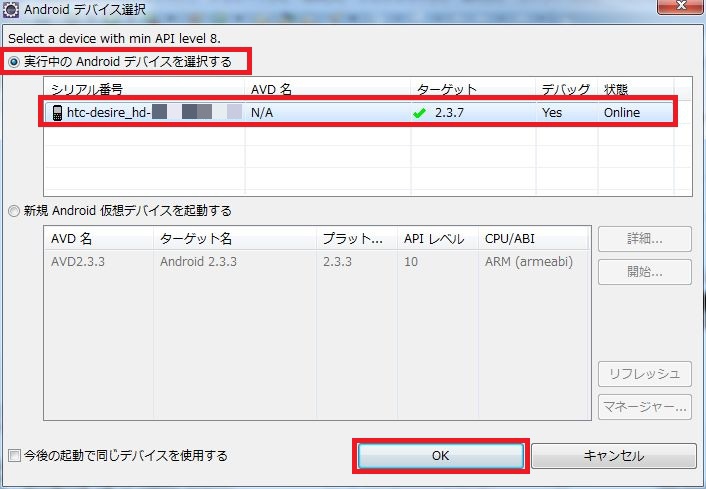 Android デバイス選択
Select a device with min API level 8.
実行中の Android デバイスを選択する
シリアル番号 AVD 名 ターゲット デバッグ 状態
htc-desire_hd- N/A 2.3.7 Yes Online
新規 Android 仮想デバイスを起動する
AVD 名 ターゲット名 プラット... API レベル CPU/ABI
AVD2.3.3 Android 2.3.3 2.3.3 10 ARM (armeabi)
詳細...
開始...
リフレッシュ
マネージャー...
今後の起動で同じデバイスを使用する
OK キャンセル